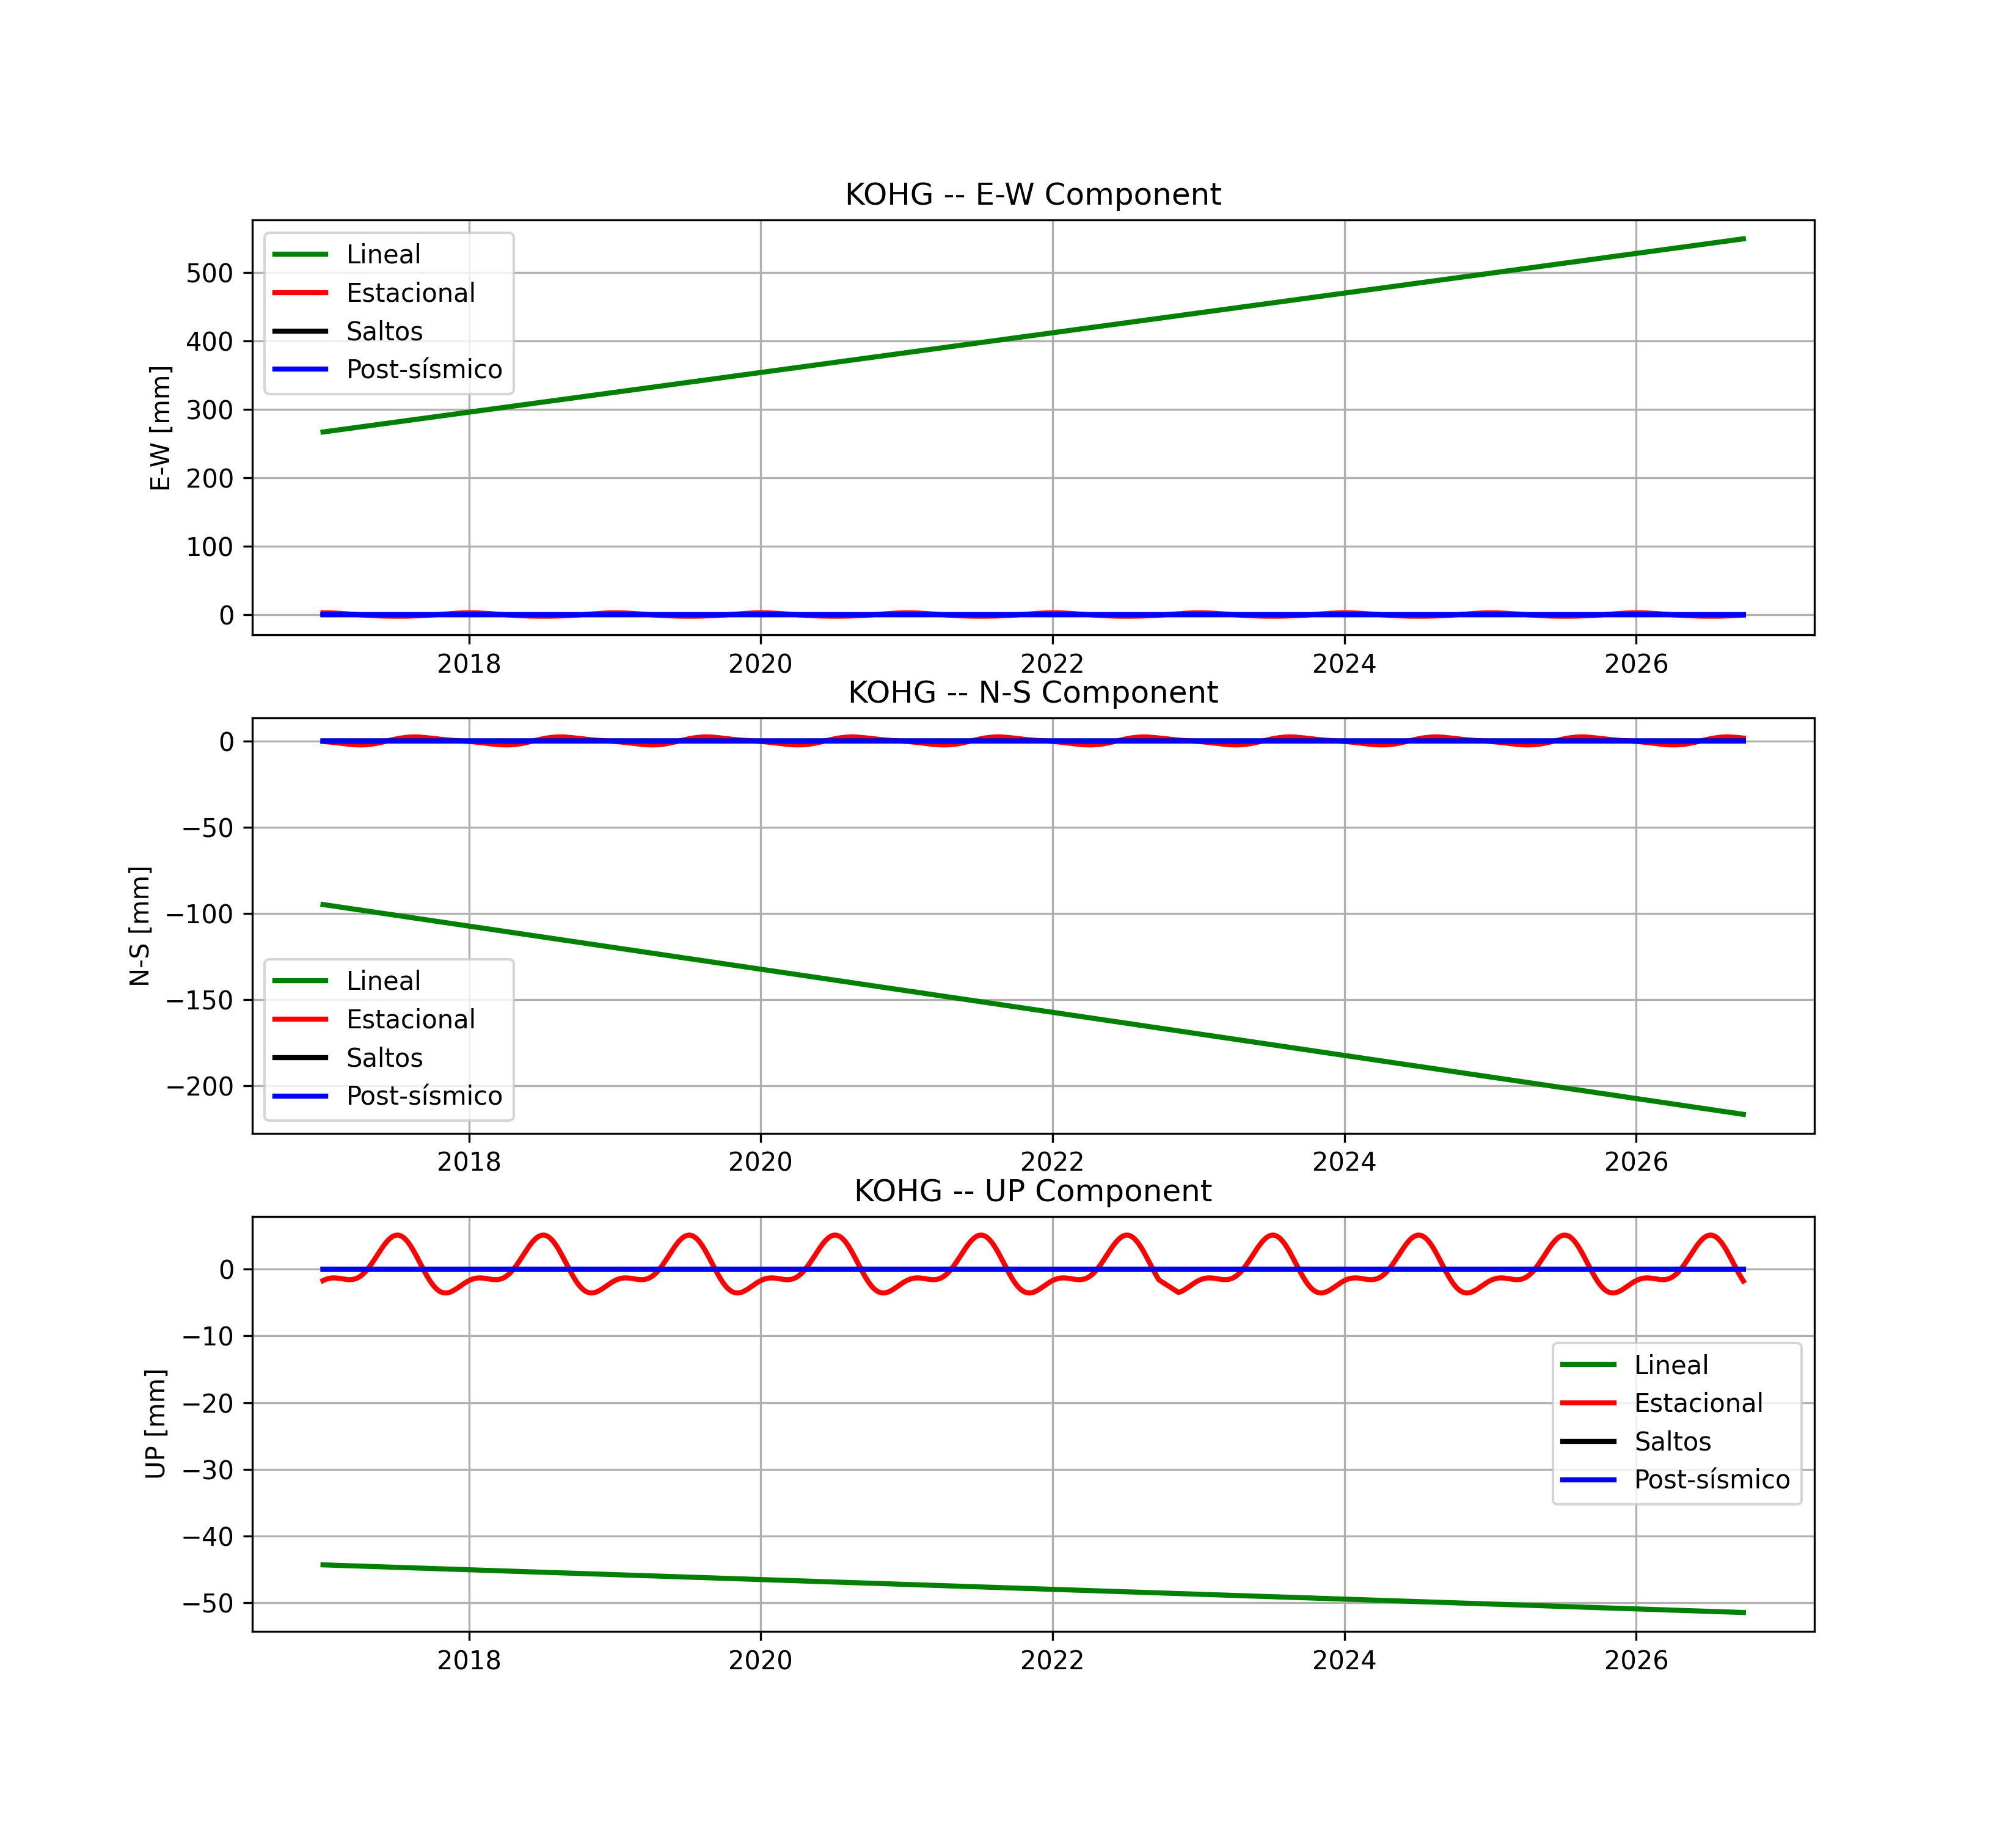 KOHG -- E-W Component
E-W [mm]
500
400
300
200
100
0
Lineal
Estacional
Saltos
Post-sísmico
2018 2020 2022 2024 2026
KOHG -- N-S Component
N-S [mm]
0
−50
−100
−150
−200
Lineal
Estacional
Saltos
Post-sísmico
2018 2020 2022 2024 2026
KOHG -- UP Component
UP [mm]
0
−10
−20
−30
−40
−50
Lineal
Estacional
Saltos
Post-sísmico
2018 2020 2022 2024 2026